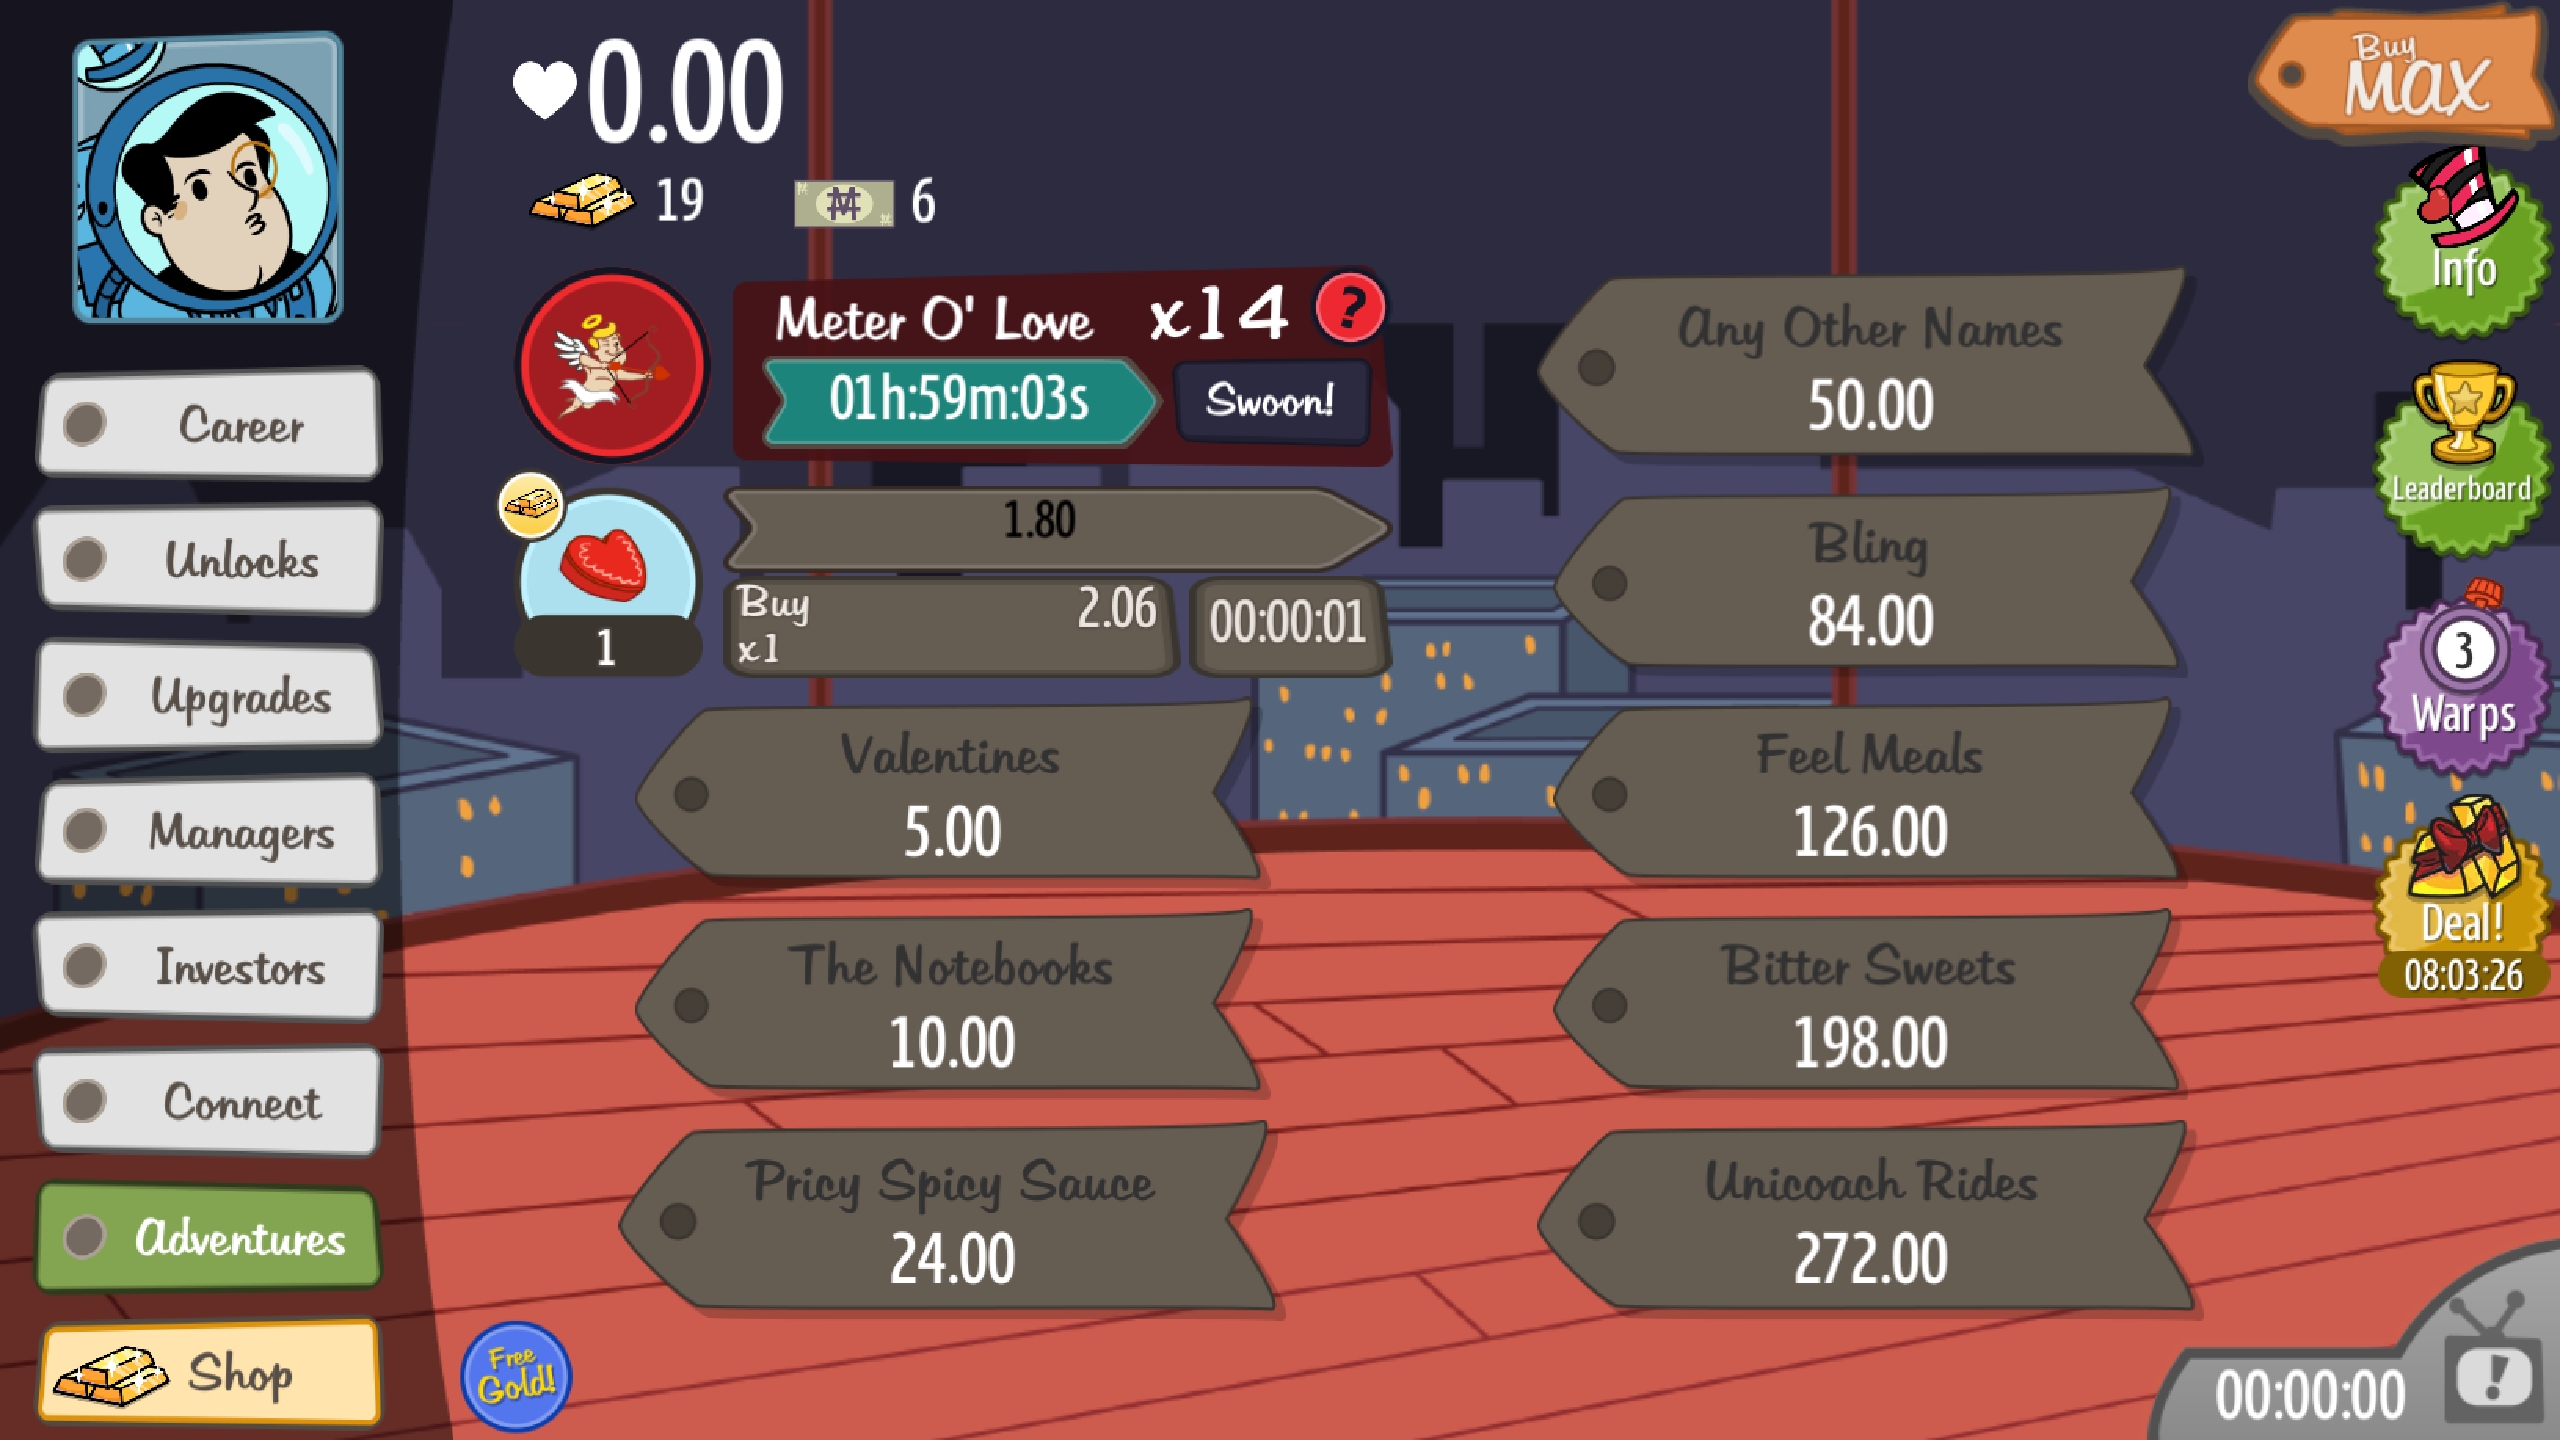 0.00
19
6
Buy
MAX
Info
Leaderboard
3
Warps
Deal!
08:03:26
Career
Unlocks
Upgrades
Managers
Investors
Connect
Adventures
Shop
Meter O' Love x14 ?
01h:59m:03s Swoon!
1.80
1
Buy 2.06
x1
00:00:01
Valentines
5.00
The Notebooks
10.00
Pricy Spicy Sauce
24.00
Any Other Names
50.00
Bling
84.00
Feel Meals
126.00
Bitter Sweets
198.00
Unicoach Rides
272.00
Free
Gold!
00:00:00
!